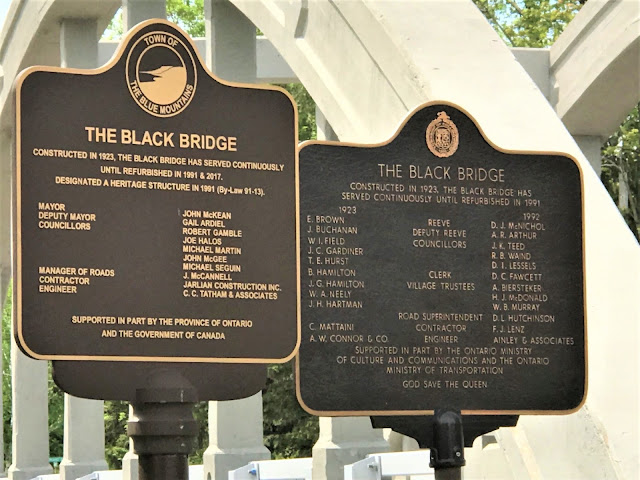 TOWN OF
THE BLUE MOUNTAINS
THE BLACK BRIDGE
CONSTRUCTED IN 1923, THE BLACK BRIDGE HAS SERVED CONTINUOUSLY
UNTIL REFURBISHED IN 1991 & 2017.
DESIGNATED A HERITAGE STRUCTURE IN 1991 (By-Law 91-13).
MAYOR JOHN McKEAN
DEPUTY MAYOR GAIL ARDIEL
COUNCILLORS ROBERT GAMBLE
JOE HALOS
MICHAEL MARTIN
JOHN McGEE
MICHAEL SEGUIN
MANAGER OF ROADS J. McCANNELL
CONTRACTOR JARLIAN CONSTRUCTION INC.
ENGINEER C. C. TATHAM & ASSOCIATES
SUPPORTED IN PART BY THE PROVINCE OF ONTARIO
AND THE GOVERNMENT OF CANADA
THE BLACK BRIDGE
CONSTRUCTED IN 1923, THE BLACK BRIDGE HAS
SERVED CONTINUOUSLY UNTIL REFURBISHED IN 1991
1923 1992
E. BROWN REEVE D. J. McNICHOL
J. BUCHANAN DEPUTY REEVE A. R. ARTHUR
W. I. FIELD COUNCILLORS J. K. TEED
J. C. GARDINER R. B. WAIND
T. E. HURST D. I. LESSELS
B. HAMILTON CLERK D. C. FAWCETT
J. G. HAMILTON VILLAGE TRUSTEES A. BIERSTEKER
W. A. NEELY H. J. McDONALD
J. H. HARTMAN W. B. MURRAY
ROAD SUPERINTENDENT D. L. HUTCHINSON
C. MATTAINI CONTRACTOR F. J. LENZ
A. W. CONNOR & CO. ENGINEER AINLEY & ASSOCIATES
SUPPORTED IN PART BY THE ONTARIO MINISTRY
OF CULTURE AND COMMUNICATIONS AND THE ONTARIO
MINISTRY OF TRANSPORTATION
GOD SAVE THE QUEEN